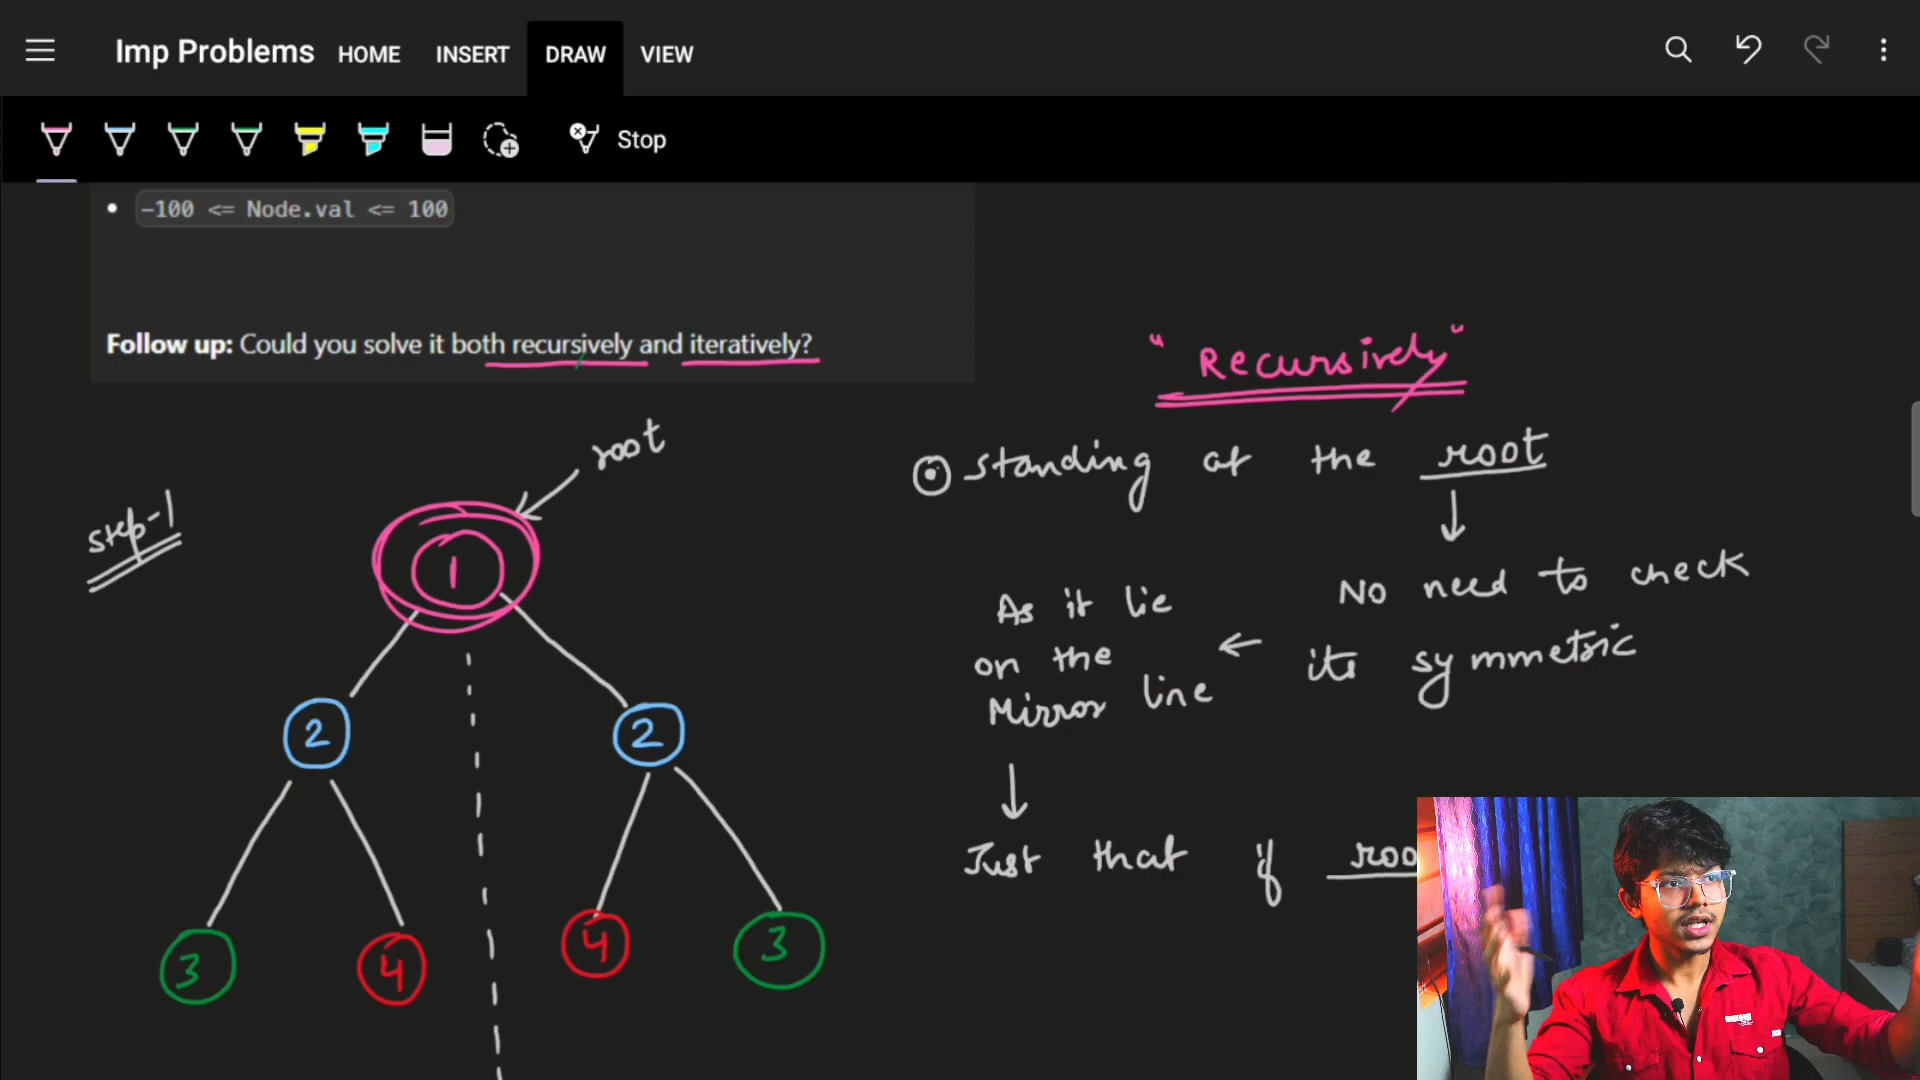 Imp Problems HOME INSERT DRAW VIEW
Stop
-100 <= Node.val <= 100
Follow up: Could you solve it both recursively and iteratively?
"Recursively"
root
standing at the root
step-1
1
No need to check
its symmetric
As it lie
on the
Mirror line
2 2
Just that if roo
3 4 4 3